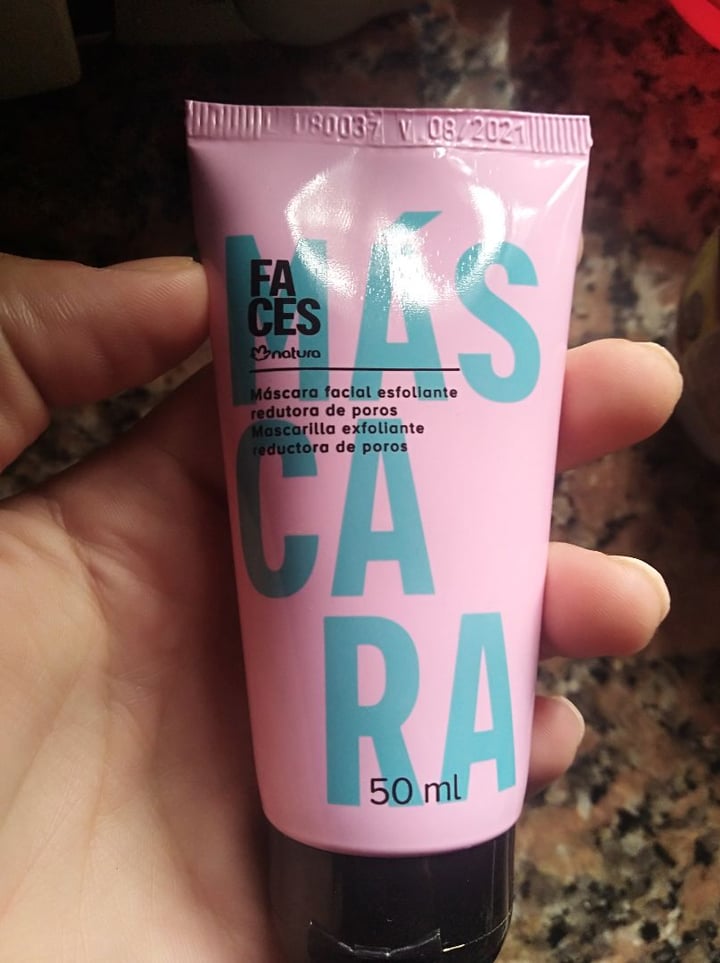 080037 V 08/2021
MÁS
FA
CES
natura
Máscara facial esfoliante
redutora de poros
Mascarilla exfoliante
reductora de poros
CA
RA
50 ml